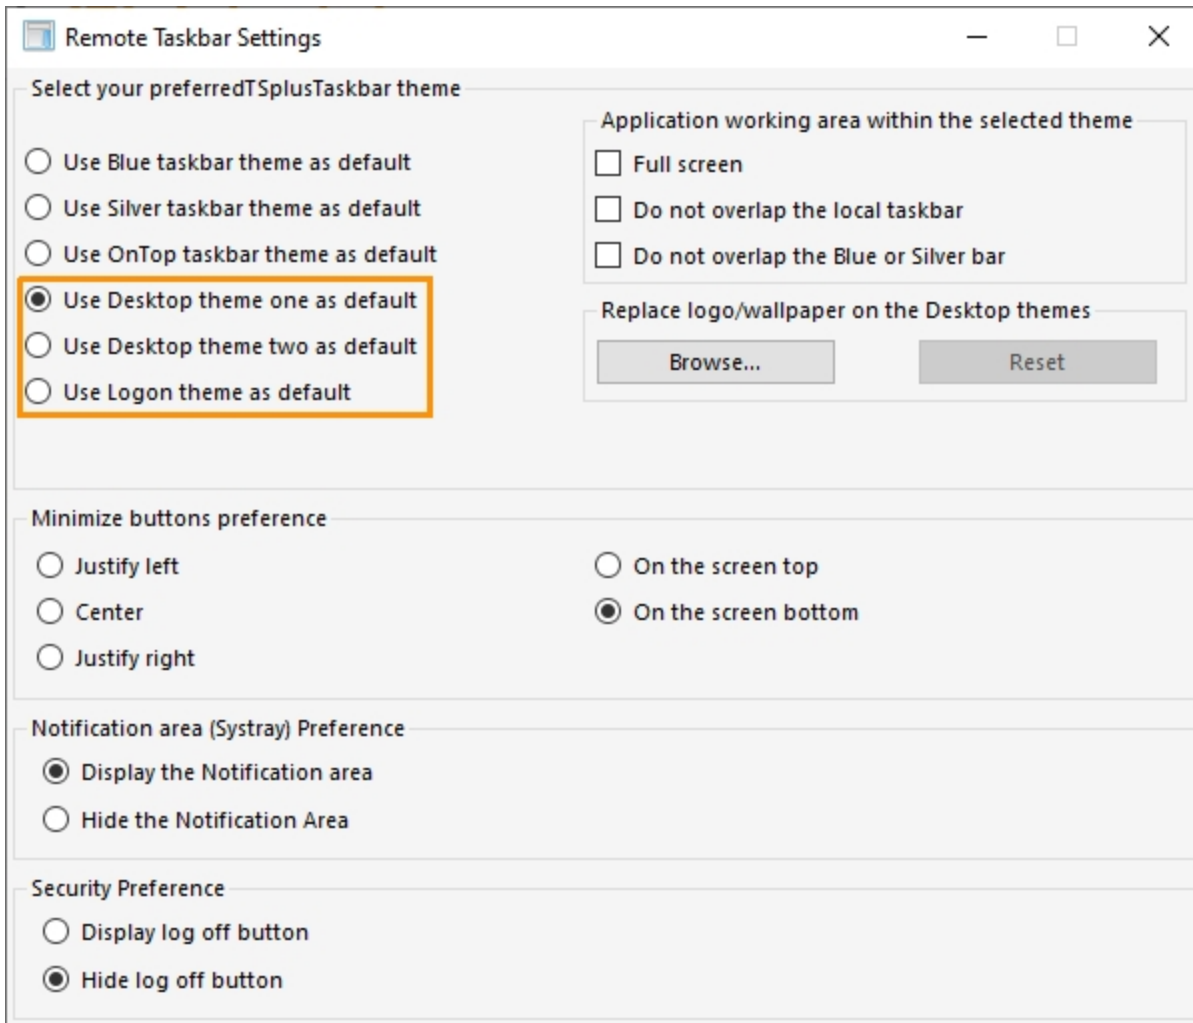 Remote Taskbar Settings
Select your preferredTSplusTaskbar theme
Use Blue taskbar theme as default
Use Silver taskbar theme as default
Use OnTop taskbar theme as default
Use Desktop theme one as default
Use Desktop theme two as default
Use Logon theme as default
Application working area within the selected theme
Full screen
Do not overlap the local taskbar
Do not overlap the Blue or Silver bar
Replace logo/wallpaper on the Desktop themes
Browse... Reset
Minimize buttons preference
Justify left
Center
Justify right
On the screen top
On the screen bottom
Notification area (Systray) Preference
Display the Notification area
Hide the Notification Area
Security Preference
Display log off button
Hide log off button